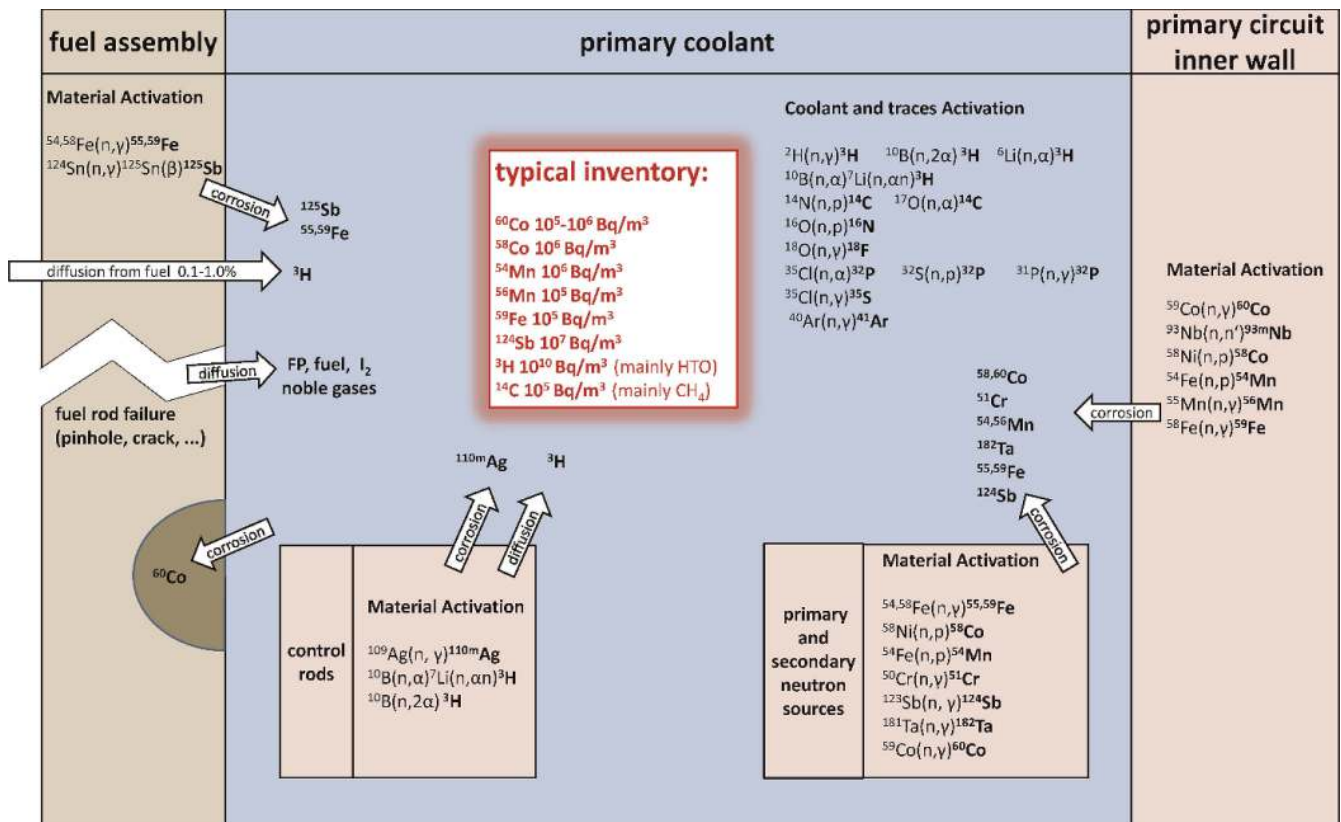 fuel assembly
primary coolant
primary circuit
inner wall
Material Activation
⁵⁴,⁵⁸Fe(n,γ)⁵⁵,⁵⁹Fe
¹²⁴Sn(n,γ)¹²⁵Sn(β)¹²⁵Sb
corrosion
¹²⁵Sb
⁵⁵,⁵⁹Fe
diffusion from fuel 0.1-1.0%
³H
diffusion
FP, fuel, I₂
noble gases
fuel rod failure
(pinhole, crack, ...)
corrosion
⁶⁰Co
typical inventory:
⁶⁰Co 10⁵-10⁶ Bq/m³
⁵⁸Co 10⁶ Bq/m³
⁵⁴Mn 10⁶ Bq/m³
⁵⁶Mn 10⁵ Bq/m³
⁵⁹Fe 10⁵ Bq/m³
¹²⁴Sb 10⁷ Bq/m³
³H 10¹⁰ Bq/m³ (mainly HTO)
¹⁴C 10⁵ Bq/m³ (mainly CH₄)
Coolant and traces Activation
²H(n,γ)³H ¹⁰B(n,2α) ³H ⁶Li(n,α)³H
¹⁰B(n,α)⁷Li(n,αn)³H
¹⁴N(n,p)¹⁴C ¹⁷O(n,α)¹⁴C
¹⁶O(n,p)¹⁶N
¹⁸O(n,γ)¹⁸F
³⁵Cl(n,α)³²P ³²S(n,p)³²P ³¹P(n,γ)³²P
³⁵Cl(n,γ)³⁵S
⁴⁰Ar(n,γ)⁴¹Ar
Material Activation
⁵⁹Co(n,γ)⁶⁰Co
⁹³Nb(n,n‘)⁹³ᵐNb
⁵⁸Ni(n,p)⁵⁸Co
⁵⁴Fe(n,p)⁵⁴Mn
⁵⁵Mn(n,γ)⁵⁶Mn
⁵⁸Fe(n,γ)⁵⁹Fe
corrosion
⁵⁸,⁶⁰Co
⁵¹Cr
⁵⁴,⁵⁶Mn
¹⁸²Ta
⁵⁵,⁵⁹Fe
¹²⁴Sb
corrosion
¹¹⁰ᵐAg ³H
corrosion
diffusion
control
rods
Material Activation
¹⁰⁹Ag(n, γ)¹¹⁰ᵐAg
¹⁰B(n,α)⁷Li(n,αn)³H
¹⁰B(n,2α) ³H
primary
and
secondary
neutron
sources
Material Activation
⁵⁴,⁵⁸Fe(n,γ)⁵⁵,⁵⁹Fe
⁵⁸Ni(n,p)⁵⁸Co
⁵⁴Fe(n,p)⁵⁴Mn
⁵⁰Cr(n,γ)⁵¹Cr
¹²³Sb(n, γ)¹²⁴Sb
¹⁸¹Ta(n,γ)¹⁸²Ta
⁵⁹Co(n,γ)⁶⁰Co